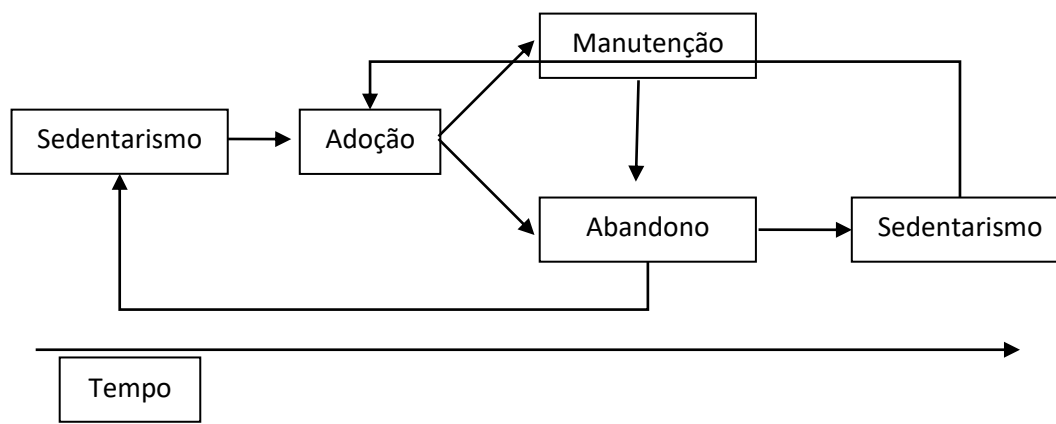 Manutenção
Sedentarismo
Adoção
Abandono
Sedentarismo
Tempo